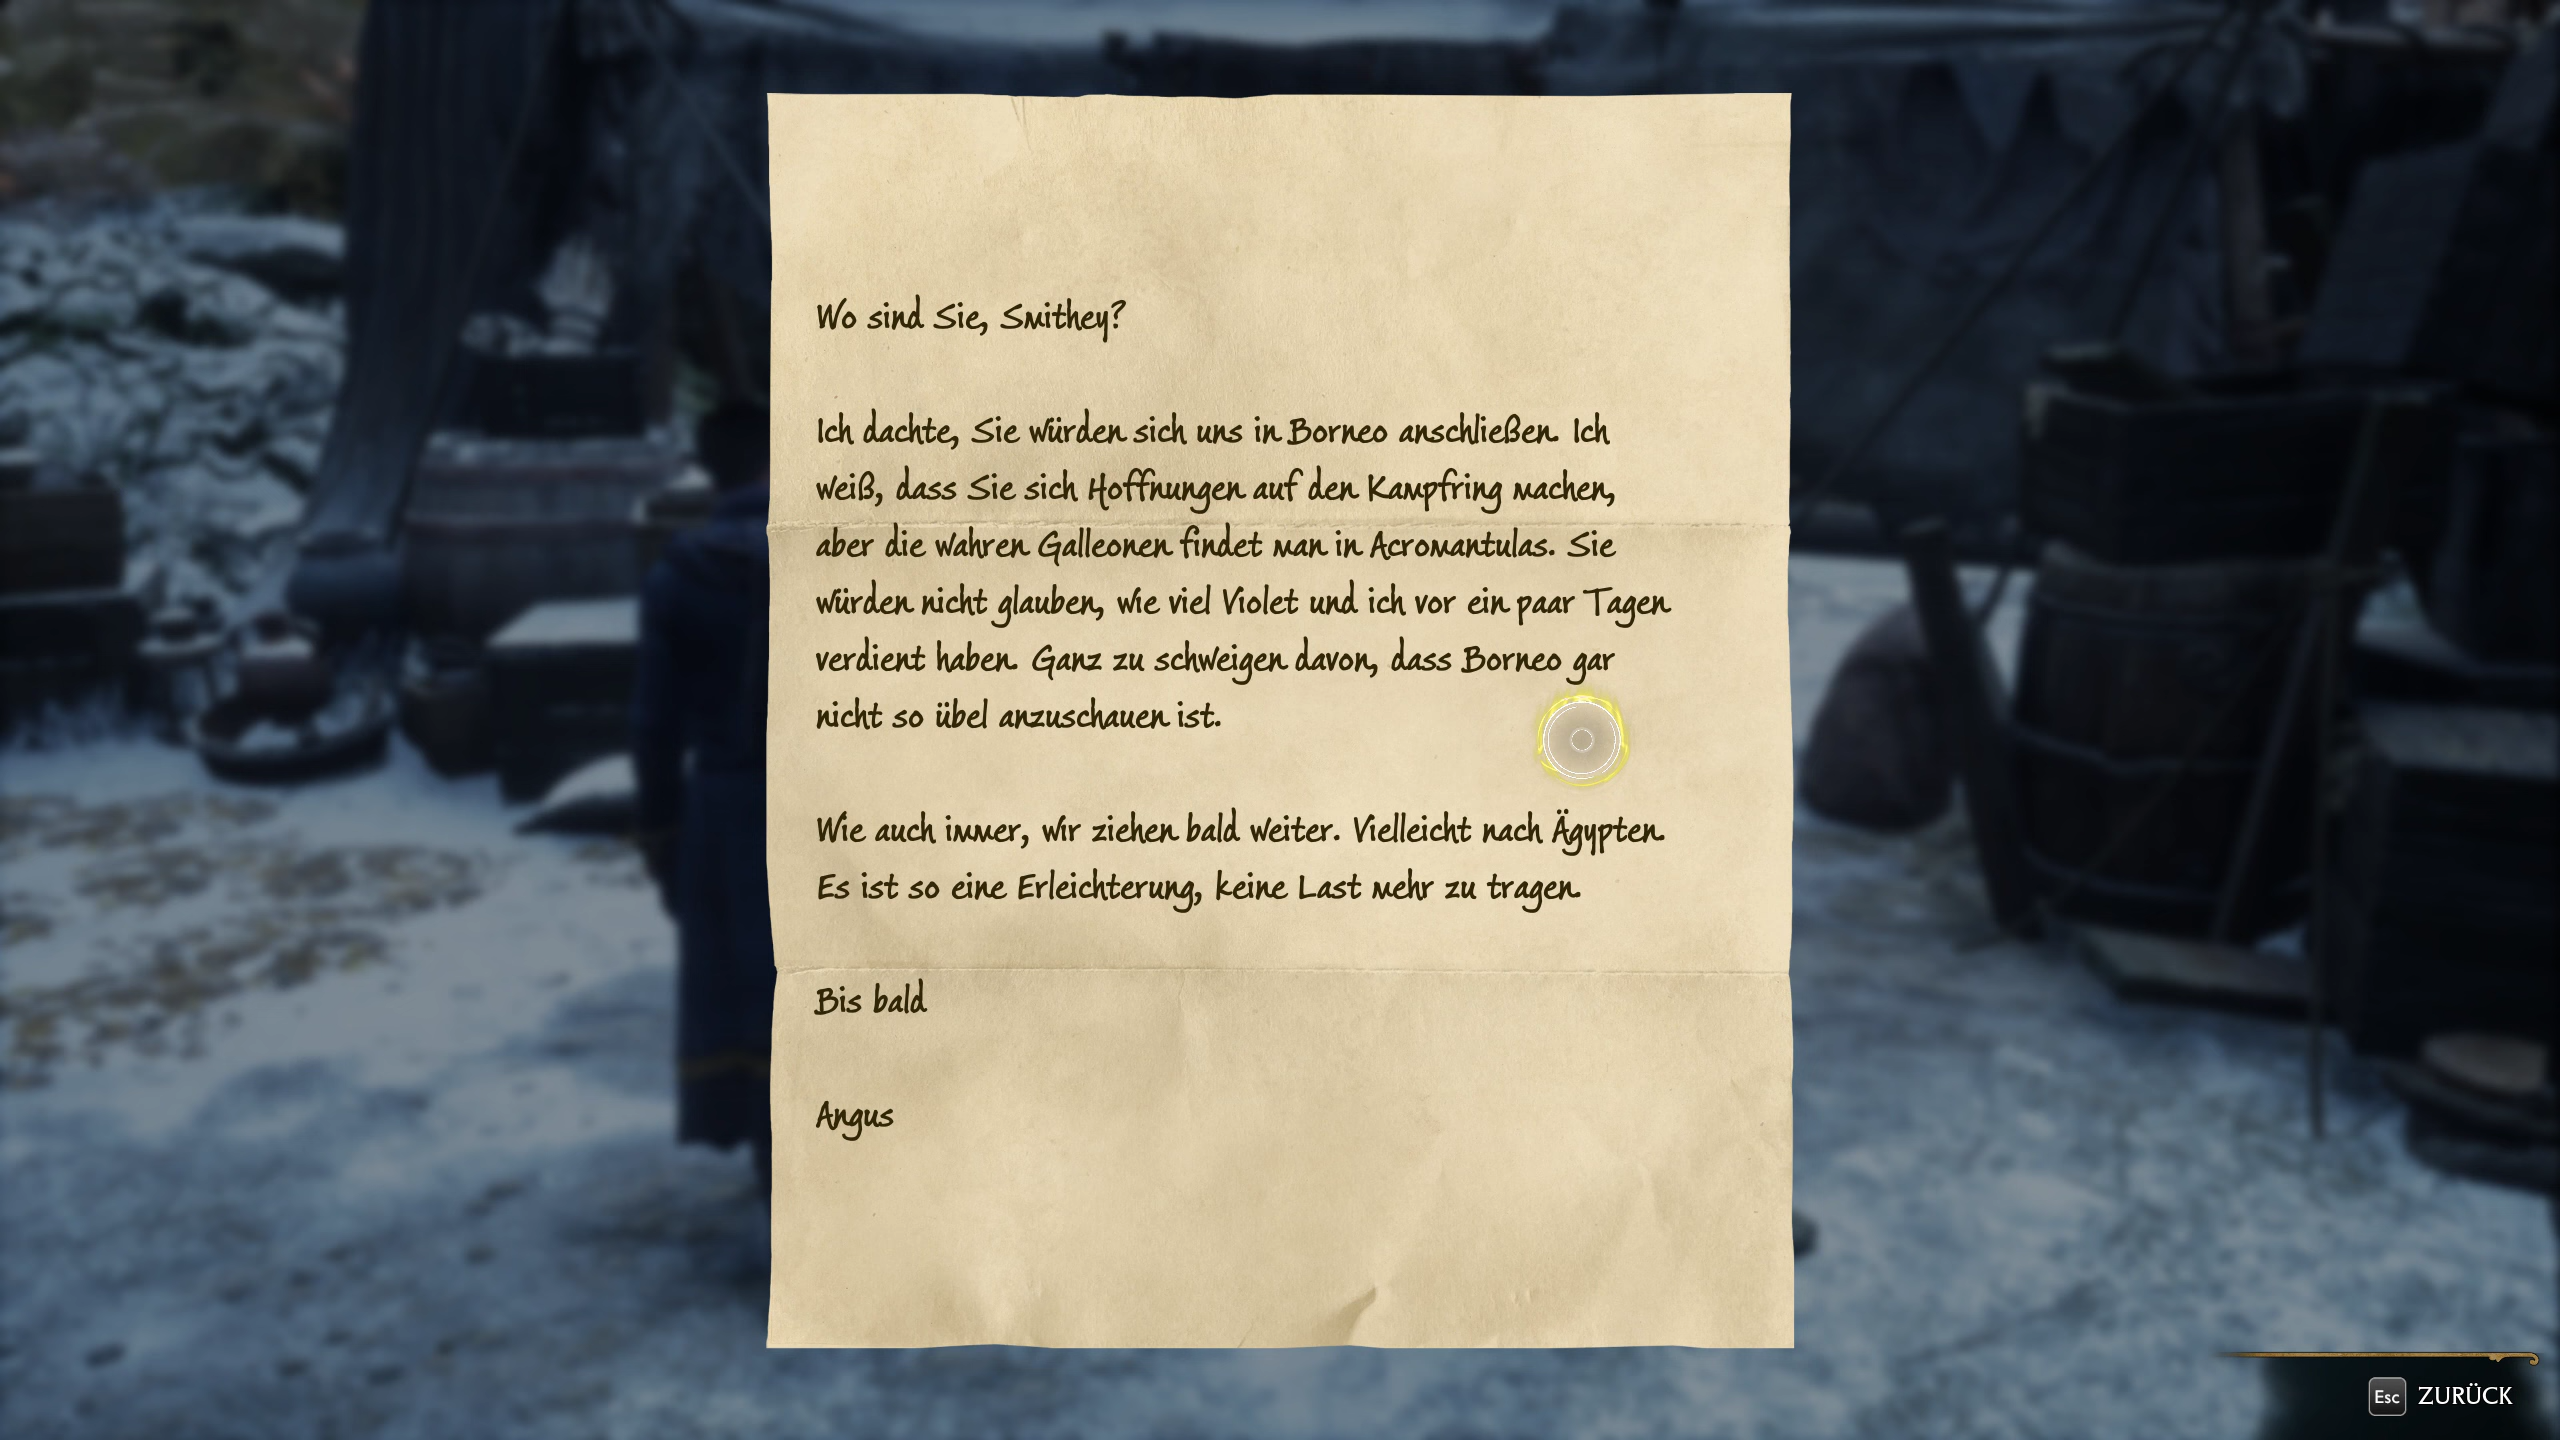 Wo sind Sie, Smithey?
Ich dachte, Sie würden sich uns in Borneo anschließen. Ich
weiß, dass Sie sich Hoffnungen auf den Kampfring machen,
aber die wahren Galleonen findet man in Acromantulas. Sie
würden nicht glauben, wie viel Violet und ich vor ein paar Tagen
verdient haben. Ganz zu schweigen davon, dass Borneo gar
nicht so übel anzuschauen ist.
Wie auch immer, wir ziehen bald weiter. Vielleicht nach Ägypten.
Es ist so eine Erleichterung, keine Last mehr zu tragen.
Bis bald
Angus
Esc ZURÜCK